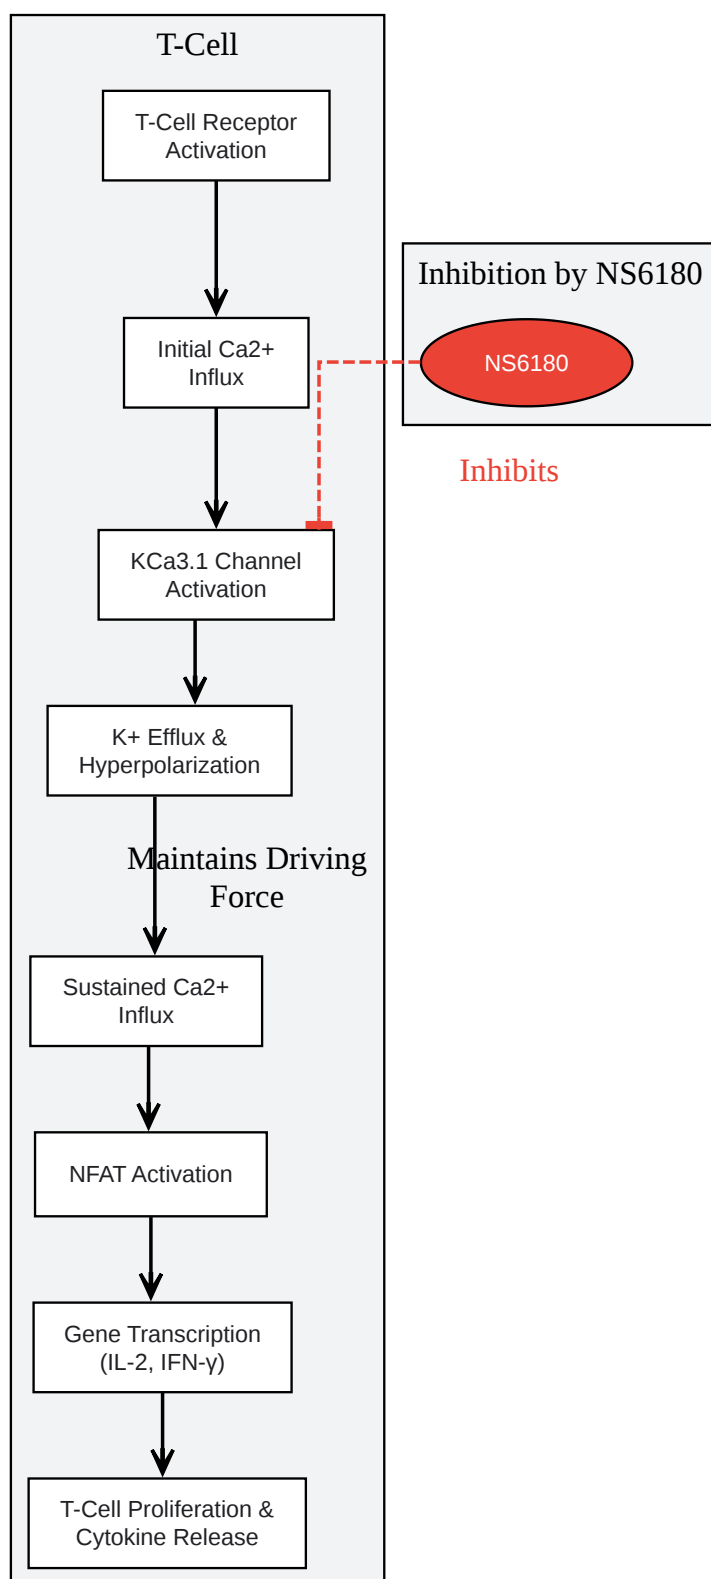 T-Cell
T-Cell Receptor
Activation
Inhibition by NS6180
Initial Ca2+
Influx
NS6180
Inhibits
KCa3.1 Channel
Activation
K+ Efflux &
Hyperpolarization
Maintains Driving
Force
Sustained Ca2+
Influx
NFAT Activation
Gene Transcription
(IL-2, IFN-γ)
T-Cell Proliferation &
Cytokine Release